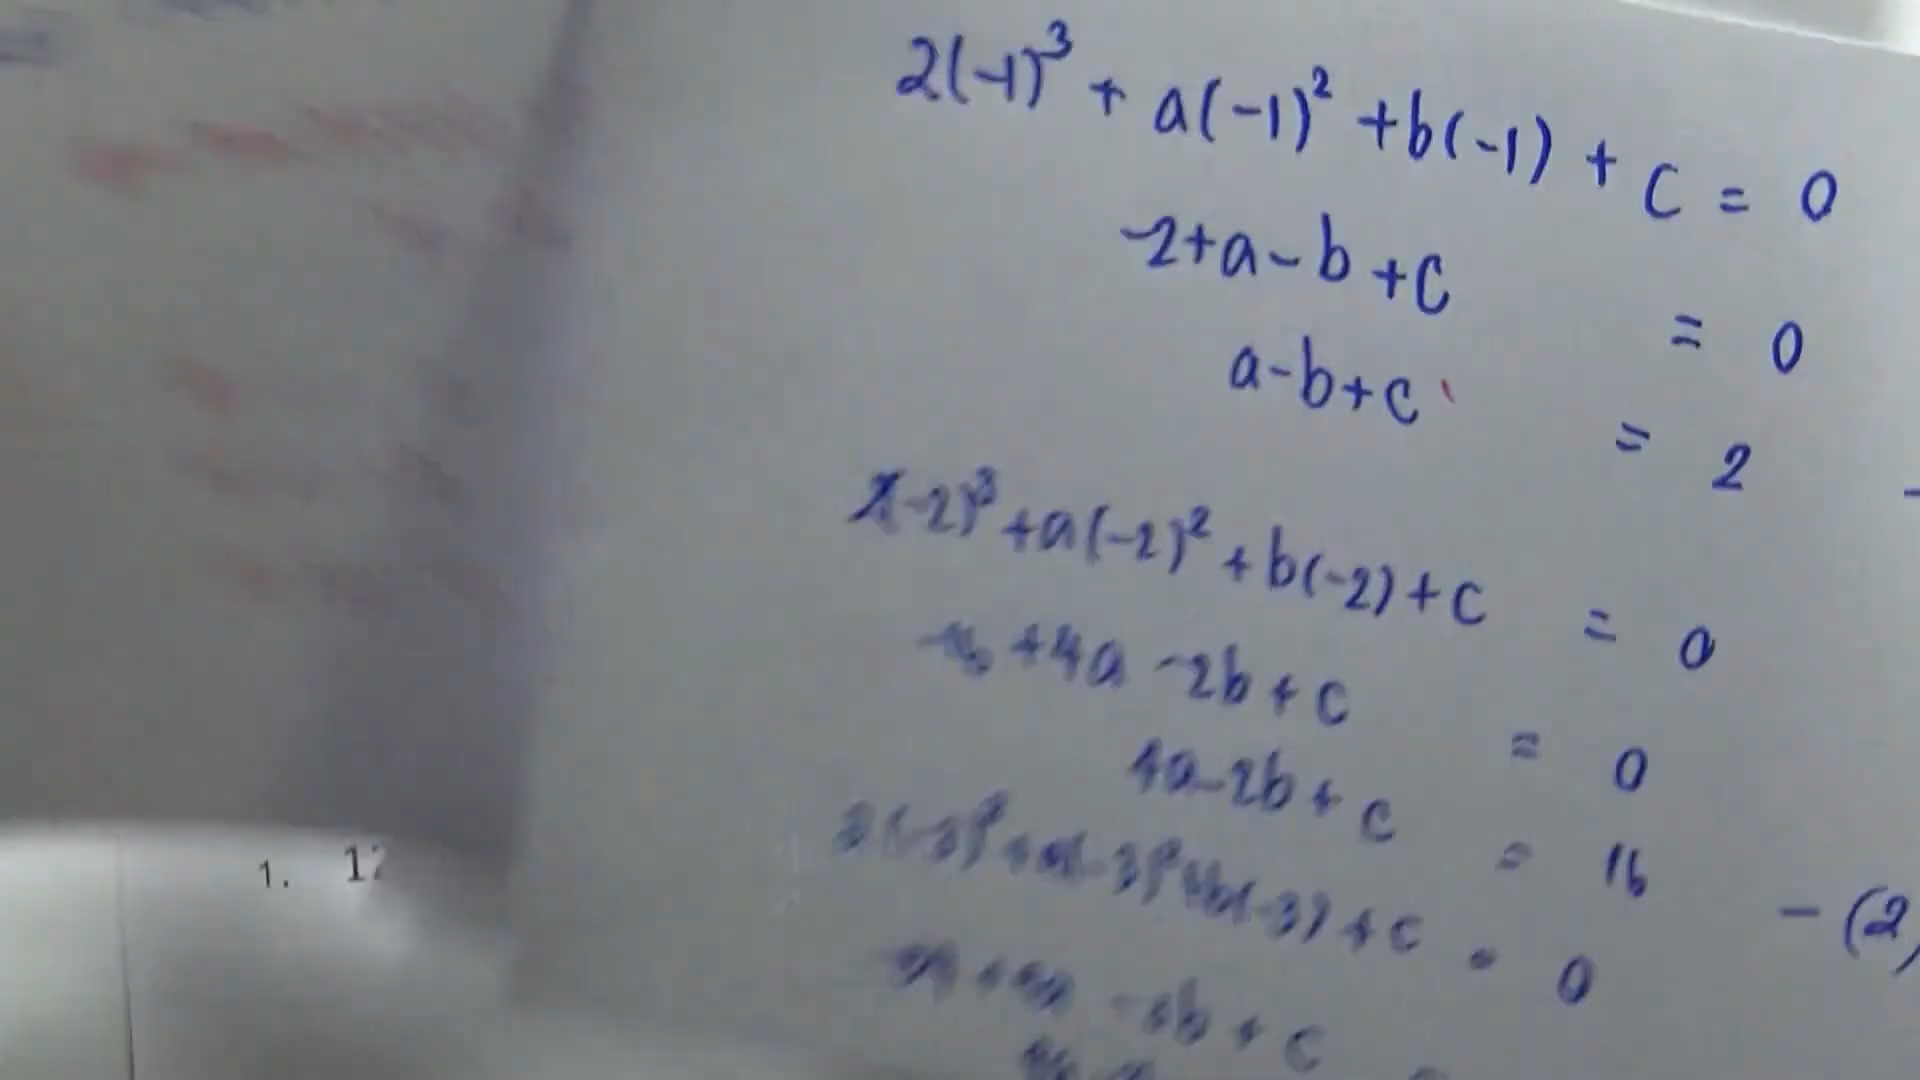 2(-1)³ + a(-1)² + b(-1) + c = 0
-2+a-b+c = 0
a-b+c = 2
2(-2)³ + a(-2)² + b(-2) + c = 0
-16 + 4a - 2b + c = 0
4a - 2b + c = 16 - (2)
(-3) + c = 0
b + c
1.